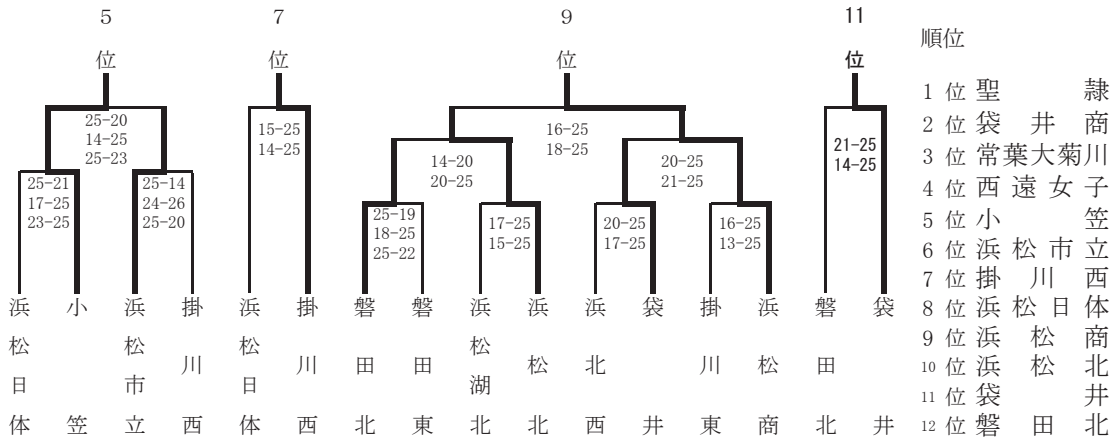 5
位
25-20
14-25
25-23
25-21
17-25
23-25
25-14
24-26
25-20
浜松日体
小笠
浜松市立
掛川西
7
位
15-25
14-25
浜松日体
掛川西
9
位
16-25
18-25
14-20
20-25
20-25
21-25
25-19
18-25
25-22
17-25
15-25
20-25
17-25
16-25
13-25
磐田北
磐田東
浜松湖北
浜松北
浜北西
袋井
掛川東
浜松商
11
位
21-25
14-25
磐田北
袋井
順位
1 位 聖隷
2 位 袋井商
3 位 常葉大菊川
4 位 西遠女子
5 位 小笠
6 位 浜松市立
7 位 掛川西
8 位 浜松日体
9 位 浜松商
10 位 浜松北
11 位 袋井
12 位 磐田北